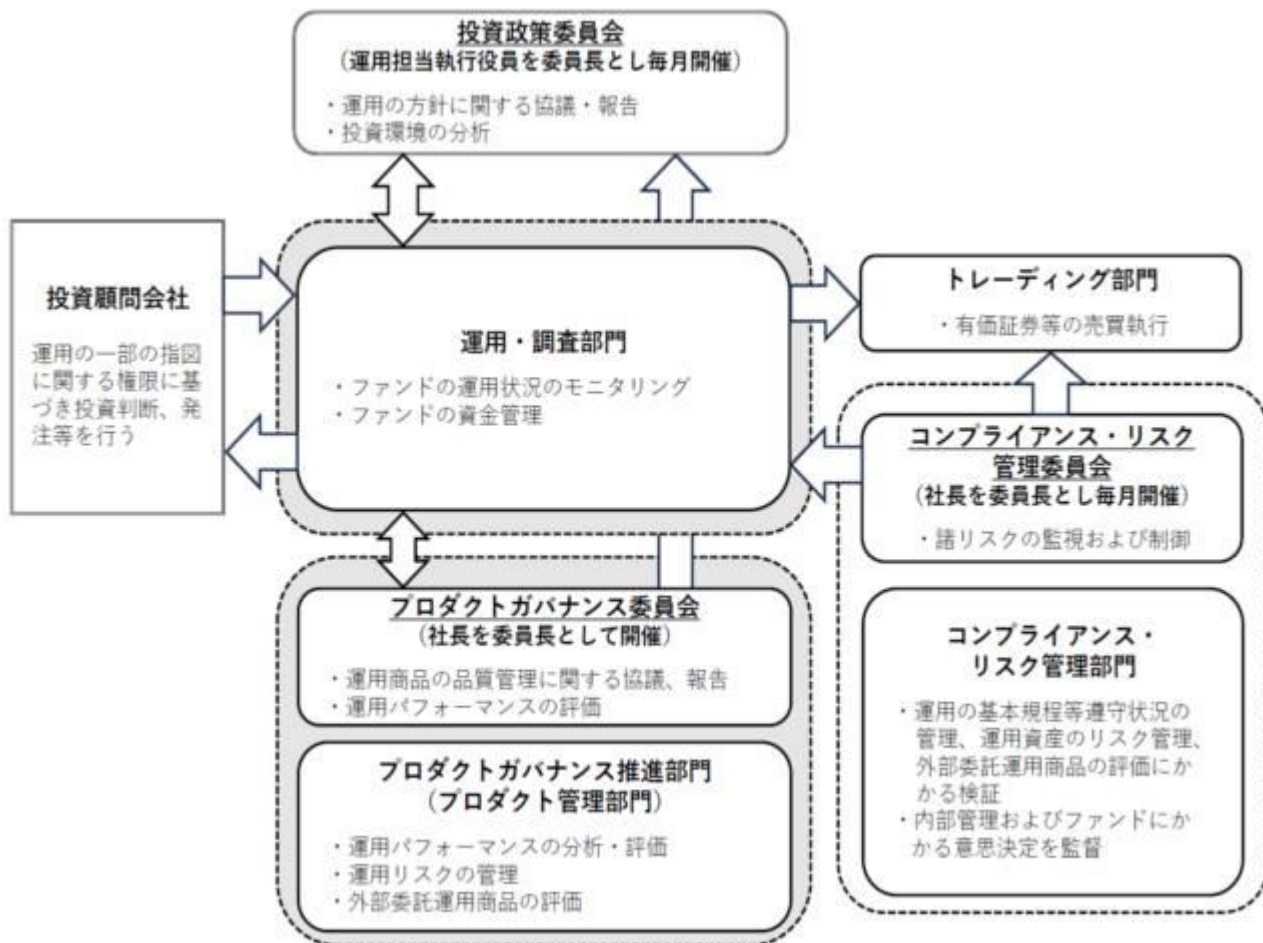 投資政策委員会
(運用担当執行役員を委員長とし毎月開催)
・運用の方針に関する協議・報告
・投資環境の分析
投資顧問会社
運用の一部の指図
に関する権限に基
づき投資判断、発
注等を行う
運用・調査部門
・ファンドの運用状況のモニタリング
・ファンドの資金管理
トレーディング部門
・有価証券等の売買執行
コンプライアンス・リスク
管理委員会
(社長を委員長とし毎月開催)
・諸リスクの監視および制御
プロダクトガバナンス委員会
(社長を委員長として開催)
・運用商品の品質管理に関する協議、報告
・運用パフォーマンスの評価
プロダクトガバナンス推進部門
(プロダクト管理部門)
・運用パフォーマンスの分析・評価
・運用リスクの管理
・外部委託運用商品の評価
コンプライアンス・
リスク管理部門
・運用の基本規程等遵守状況の
管理、運用資産のリスク管理、
外部委託運用商品の評価にか
かる検証
・内部管理およびファンドにか
かる意思決定を監督